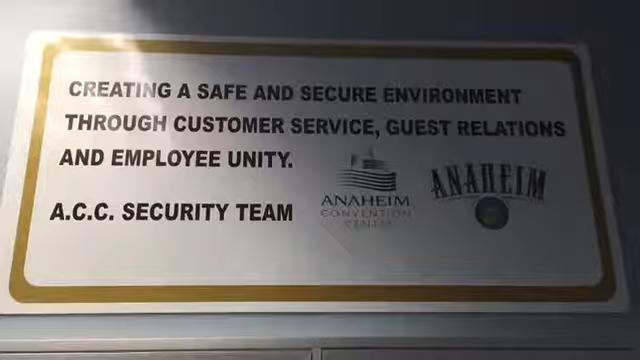 CREATING A SAFE AND SECURE ENVIRONMENT
THROUGH CUSTOMER SERVICE, GUEST RELATIONS
AND EMPLOYEE UNITY.
A.C.C. SECURITY TEAM
ANAHEIM
CONVENTION
CENTER
ANAHEIM